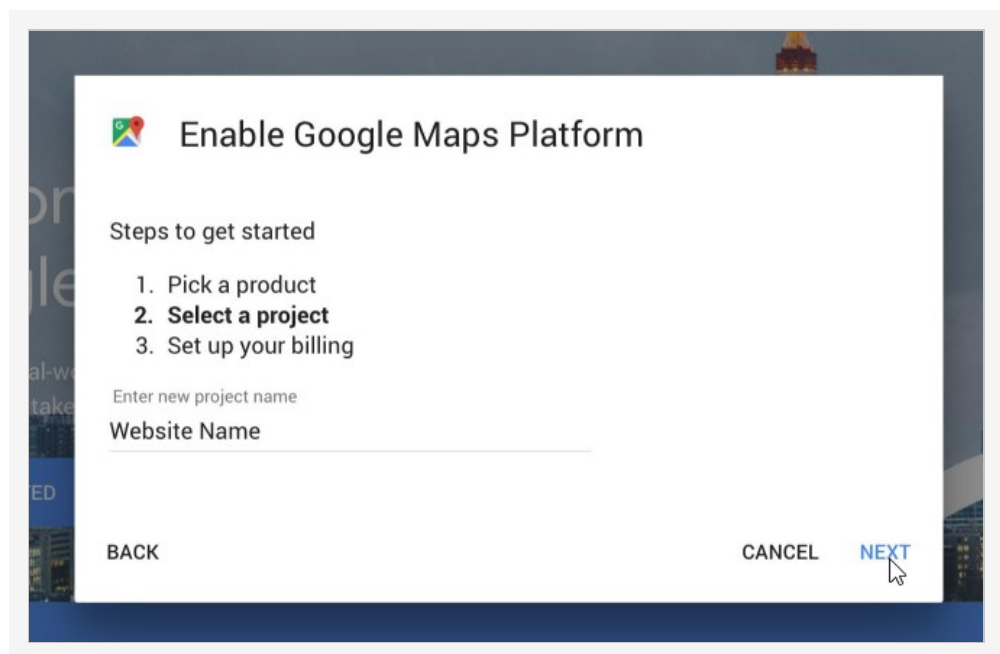 Enable Google Maps Platform
Steps to get started
1. Pick a product
2. Select a project
3. Set up your billing
Enter new project name
Website Name
BACK
CANCEL
NEXT